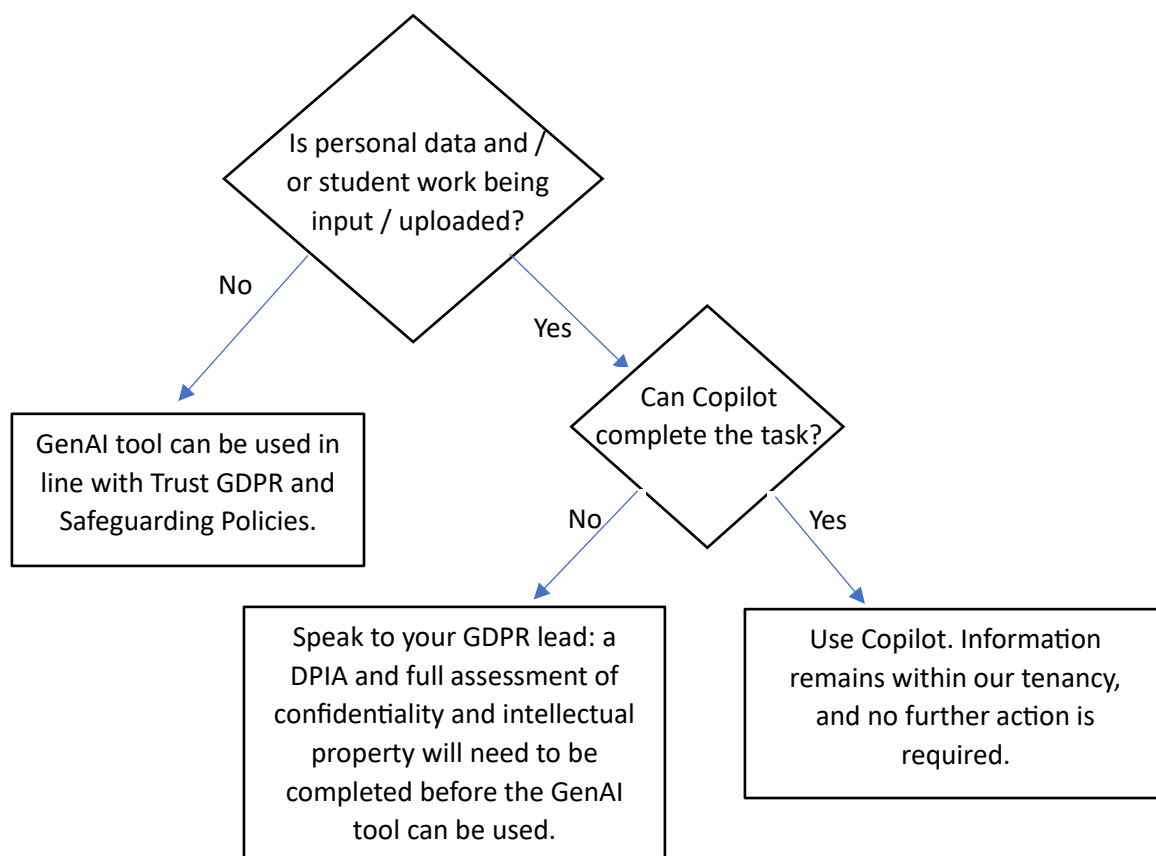 Is personal data and /
or student work being
input / uploaded?
No
Yes
Can Copilot
complete the task?
GenAI tool can be used in
line with Trust GDPR and
Safeguarding Policies.
No
Yes
Speak to your GDPR lead: a
DPIA and full assessment of
confidentiality and intellectual
property will need to be
completed before the GenAI
tool can be used.
Use Copilot. Information
remains within our tenancy,
and no further action is
required.